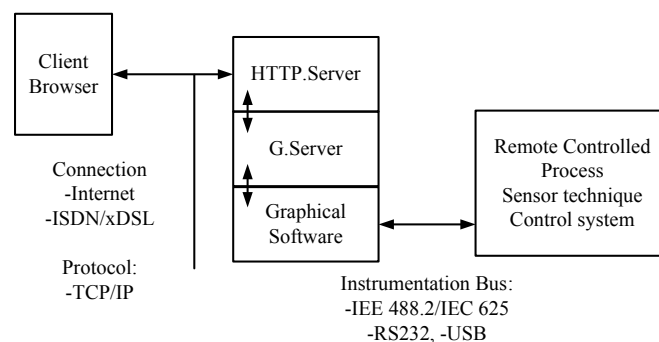 Client
Browser
HTTP.Server
G.Server
Graphical
Software
Remote Controlled
Process
Sensor technique
Control system
Connection
-Internet
-ISDN/xDSL
Protocol:
-TCP/IP
Instrumentation Bus:
-IEE 488.2/IEC 625
-RS232, -USB